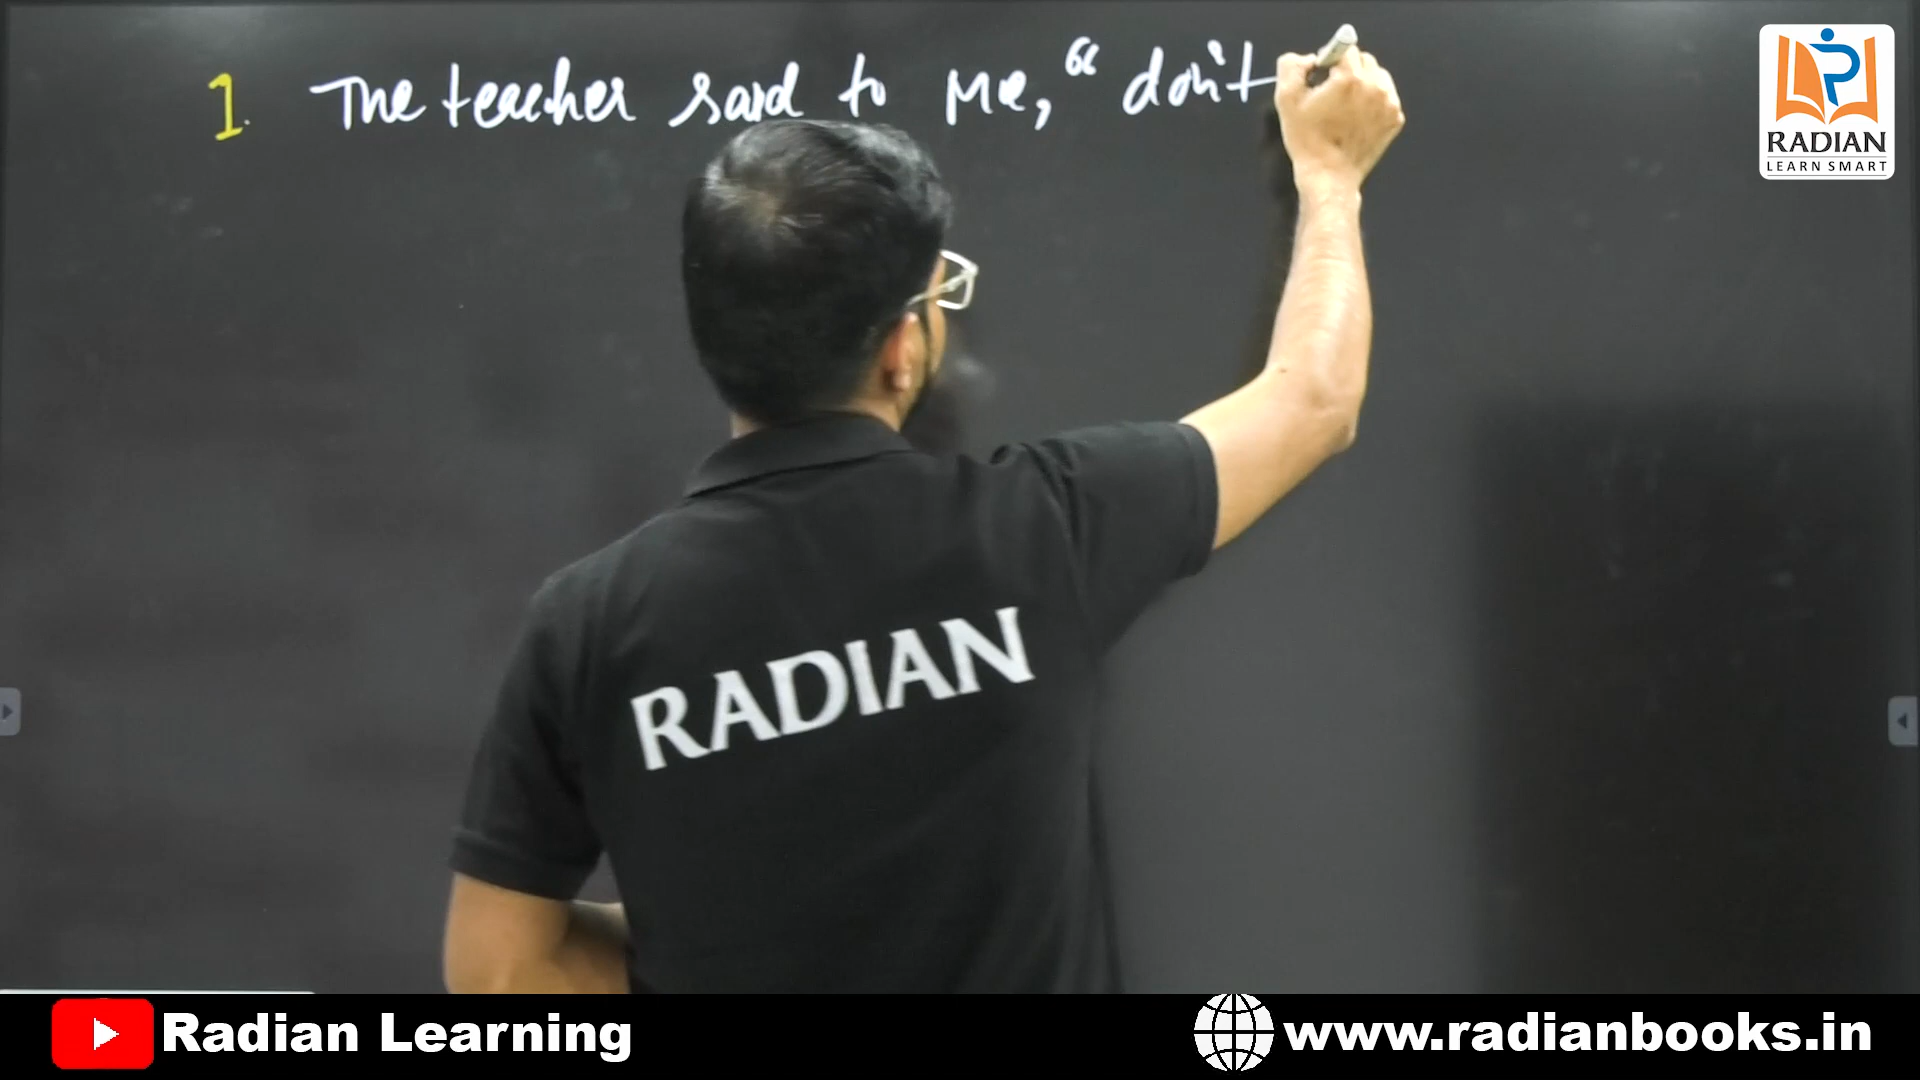 1. The teacher said to me, “don't
RADIAN
LEARN SMART
RADIAN
Radian Learning
www.radianbooks.in